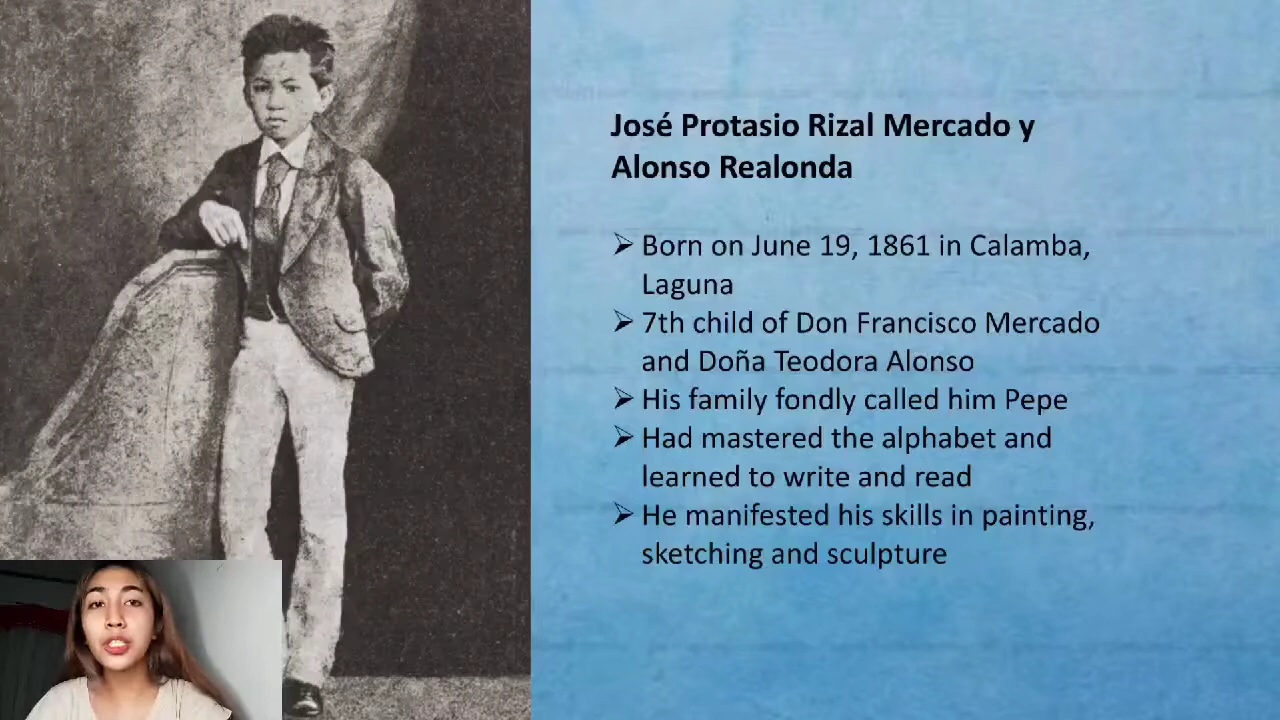 José Protasio Rizal Mercado y
Alonso Realonda
➢ Born on June 19, 1861 in Calamba,
Laguna
➢ 7th child of Don Francisco Mercado
and Doña Teodora Alonso
➢ His family fondly called him Pepe
➢ Had mastered the alphabet and
learned to write and read
➢ He manifested his skills in painting,
sketching and sculpture